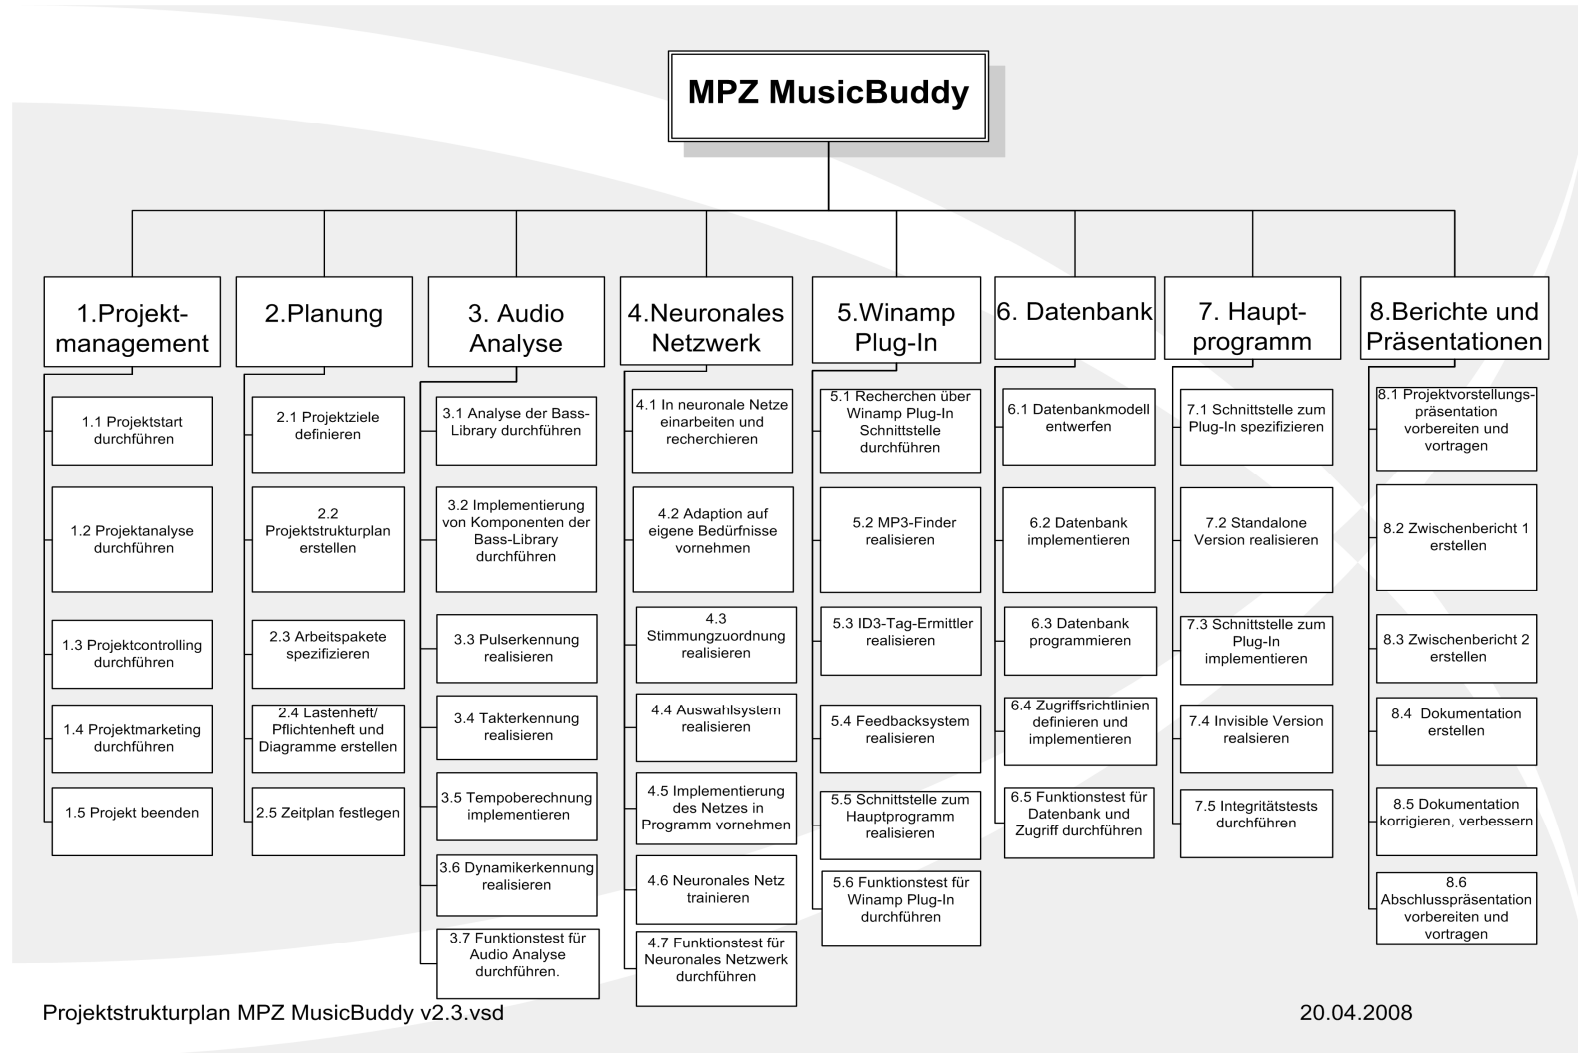 MPZ MusicBuddy
1.Projekt-
management
1.1 Projektstart
durchführen
1.2 Projektanalyse
durchführen
1.3 Projektcontrolling
durchführen
1.4 Projektmarketing
durchführen
1.5 Projekt beenden
2.Planung
2.1 Projektziele
definieren
2.2
Projektstrukturplan
erstellen
2.3 Arbeitspakete
spezifizieren
2.4 Lastenheft/
Pflichtenheft und
Diagramme erstellen
2.5 Zeitplan festlegen
3. Audio
Analyse
3.1 Analyse der Bass-
Library durchführen
3.2 Implementierung
von Komponenten der
Bass-Library
durchführen
3.3 Pulserkennung
realisieren
3.4 Takterkennung
realisieren
3.5 Tempoberechnung
implementieren
3.6 Dynamikerkennung
realisieren
3.7 Funktionstest für
Audio Analyse
durchführen.
4.Neuronales
Netzwerk
4.1 In neuronale Netze
einarbeiten und
recherchieren
4.2 Adaption auf
eigene Bedürfnisse
vornehmen
4.3
Stimmungzuordnung
realisieren
4.4 Auswahlsystem
realisieren
4.5 Implementierung
des Netzes in
Programm vornehmen
4.6 Neuronales Netz
trainieren
4.7 Funktionstest für
Neuronales Netzwerk
durchführen
5.Winamp
Plug-In
5.1 Recherchen über
Winamp Plug-In
Schnittstelle
durchführen
5.2 MP3-Finder
realisieren
5.3 ID3-Tag-Ermittler
realisieren
5.4 Feedbacksystem
realisieren
5.5 Schnittstelle zum
Hauptprogramm
realisieren
5.6 Funktionstest für
Winamp Plug-In
durchführen
6. Datenbank
6.1 Datenbankmodell
entwerfen
6.2 Datenbank
implementieren
6.3 Datenbank
programmieren
6.4 Zugriffsrichtlinien
definieren und
implementieren
6.5 Funktionstest für
Datenbank und
Zugriff durchführen
7. Haupt-
programm
7.1 Schnittstelle zum
Plug-In spezifizieren
7.2 Standalone
Version realisieren
7.3 Schnittstelle zum
Plug-In
implementieren
7.4 Invisible Version
realsieren
7.5 Integritätstests
durchführen
8.Berichte und
Präsentationen
8.1 Projektvorstellungs-
präsentation
vorbereiten und
vortragen
8.2 Zwischenbericht 1
erstellen
8.3 Zwischenbericht 2
erstellen
8.4 Dokumentation
erstellen
8.5 Dokumentation
korrigieren, verbessern
8.6
Abschlusspräsentation
vorbereiten und
vortragen
Projektstrukturplan MPZ MusicBuddy v2.3.vsd
20.04.2008